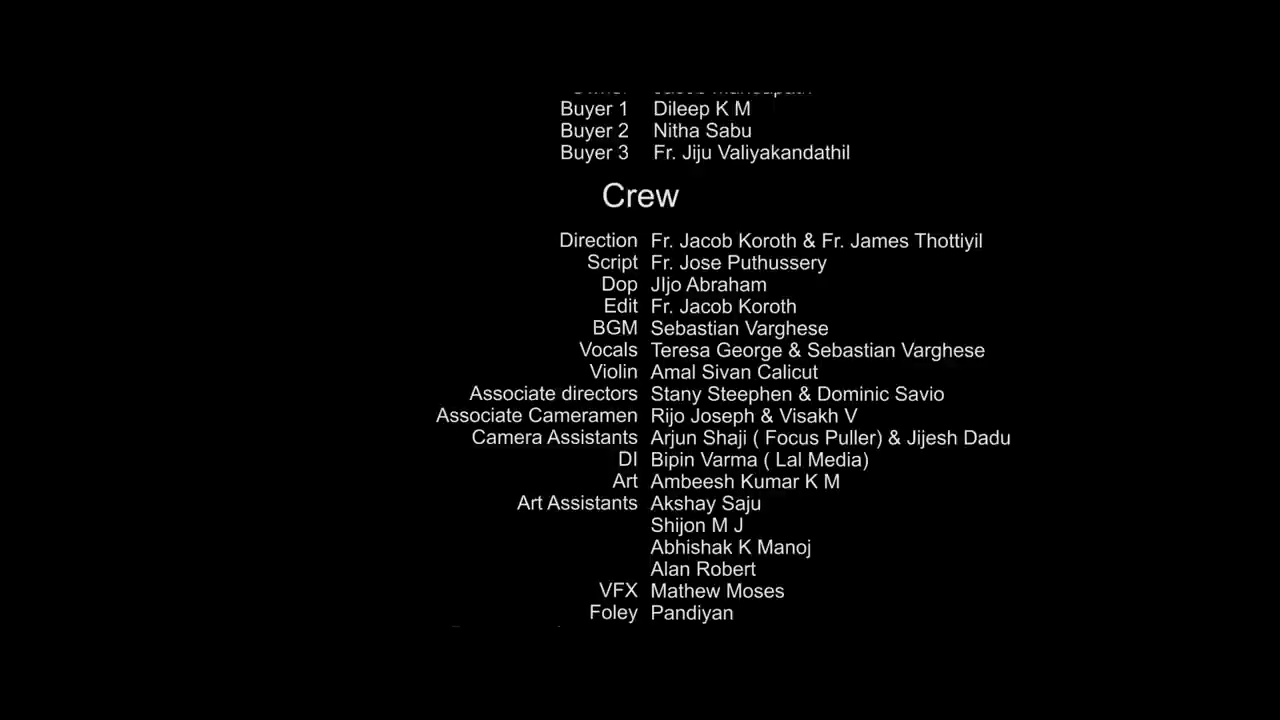 Buyer 1 Dileep K M
Buyer 2 Nitha Sabu
Buyer 3 Fr. Jiju Valiyakandathil
Crew
Direction Fr. Jacob Koroth & Fr. James Thottiyil
Script Fr. Jose Puthussery
Dop JIjo Abraham
Edit Fr. Jacob Koroth
BGM Sebastian Varghese
Vocals Teresa George & Sebastian Varghese
Violin Amal Sivan Calicut
Associate directors Stany Steephen & Dominic Savio
Associate Cameramen Rijo Joseph & Visakh V
Camera Assistants Arjun Shaji ( Focus Puller) & Jijesh Dadu
DI Bipin Varma ( Lal Media)
Art Ambeesh Kumar K M
Art Assistants Akshay Saju
Shijon M J
Abhishak K Manoj
Alan Robert
VFX Mathew Moses
Foley Pandiyan